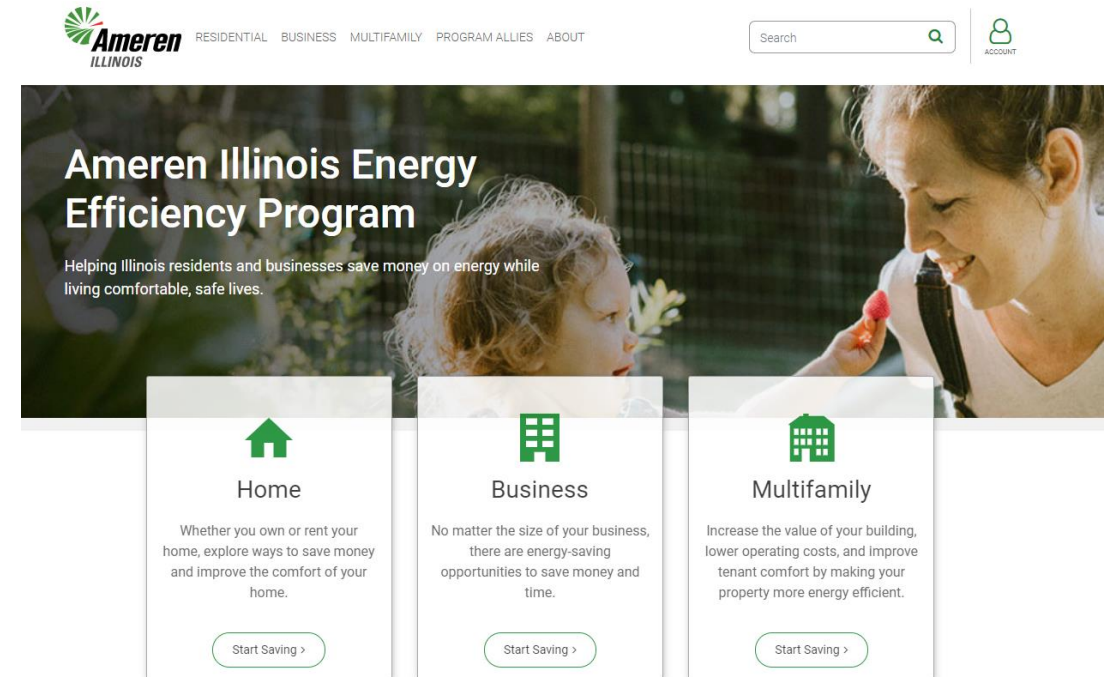 Ameren
ILLINOIS
RESIDENTIAL BUSINESS MULTIFAMILY PROGRAM ALLIES ABOUT
Search
ACCOUNT
Ameren Illinois Energy
Efficiency Program
Helping Illinois residents and businesses save money on energy while
living comfortable, safe lives.
Home
Whether you own or rent your
home, explore ways to save money
and improve the comfort of your
home.
Start Saving >
Business
No matter the size of your business,
there are energy-saving
opportunities to save money and
time.
Start Saving >
Multifamily
Increase the value of your building,
lower operating costs, and improve
tenant comfort by making your
property more energy efficient.
Start Saving >